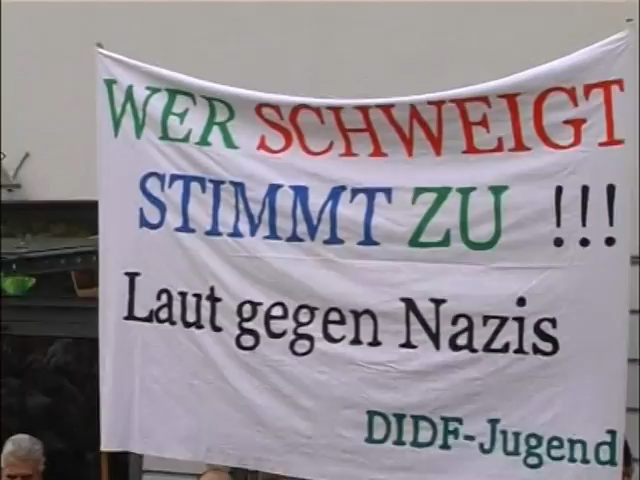 WER SCHWEIGT
STIMMT ZU !!!
Laut gegen Nazis
DIDF-Jugend